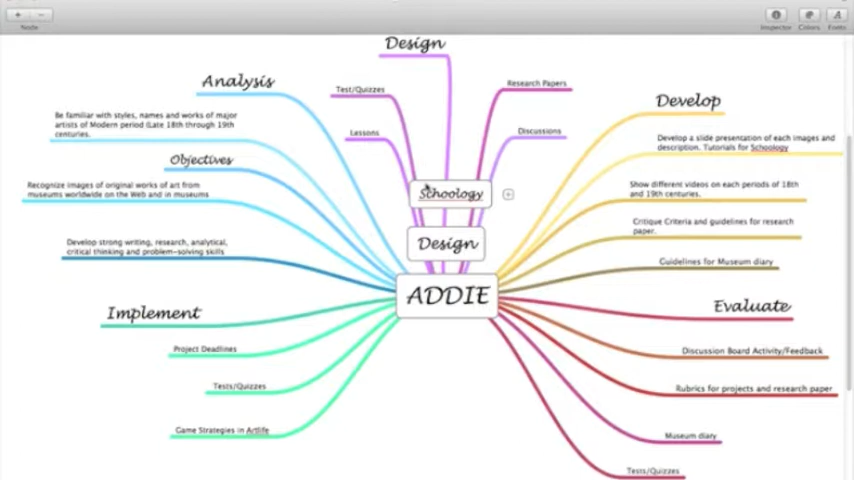 Node
Inspector
Colors
Fonts
Design
Analysis
Test/Quizzes
Research Papers
Develop
Be familiar with styles, names and works of major
artists of Modern period (Late 18th through 19th
centuries.
Lessons
Discussions
Develop a slide presentation of each images and
description. Tutorials for Schoology
Objectives
Recognize images of original works of art from
museums worldwide on the Web and in museums
Schoology
Show different videos on each periods of 18th
and 19th centuries.
Critique Criteria and guidelines for research
paper.
Develop strong writing, research, analytical,
critical thinking and problem-solving skills
Design
Guidelines for Museum diary
ADDIE
Implement
Evaluate
Project Deadlines
Discussion Board Activity/Feedback
Tests/Quizzes
Rubrics for projects and research paper
Game Strategies in Artlife
Museum diary
Tests/Quizzes